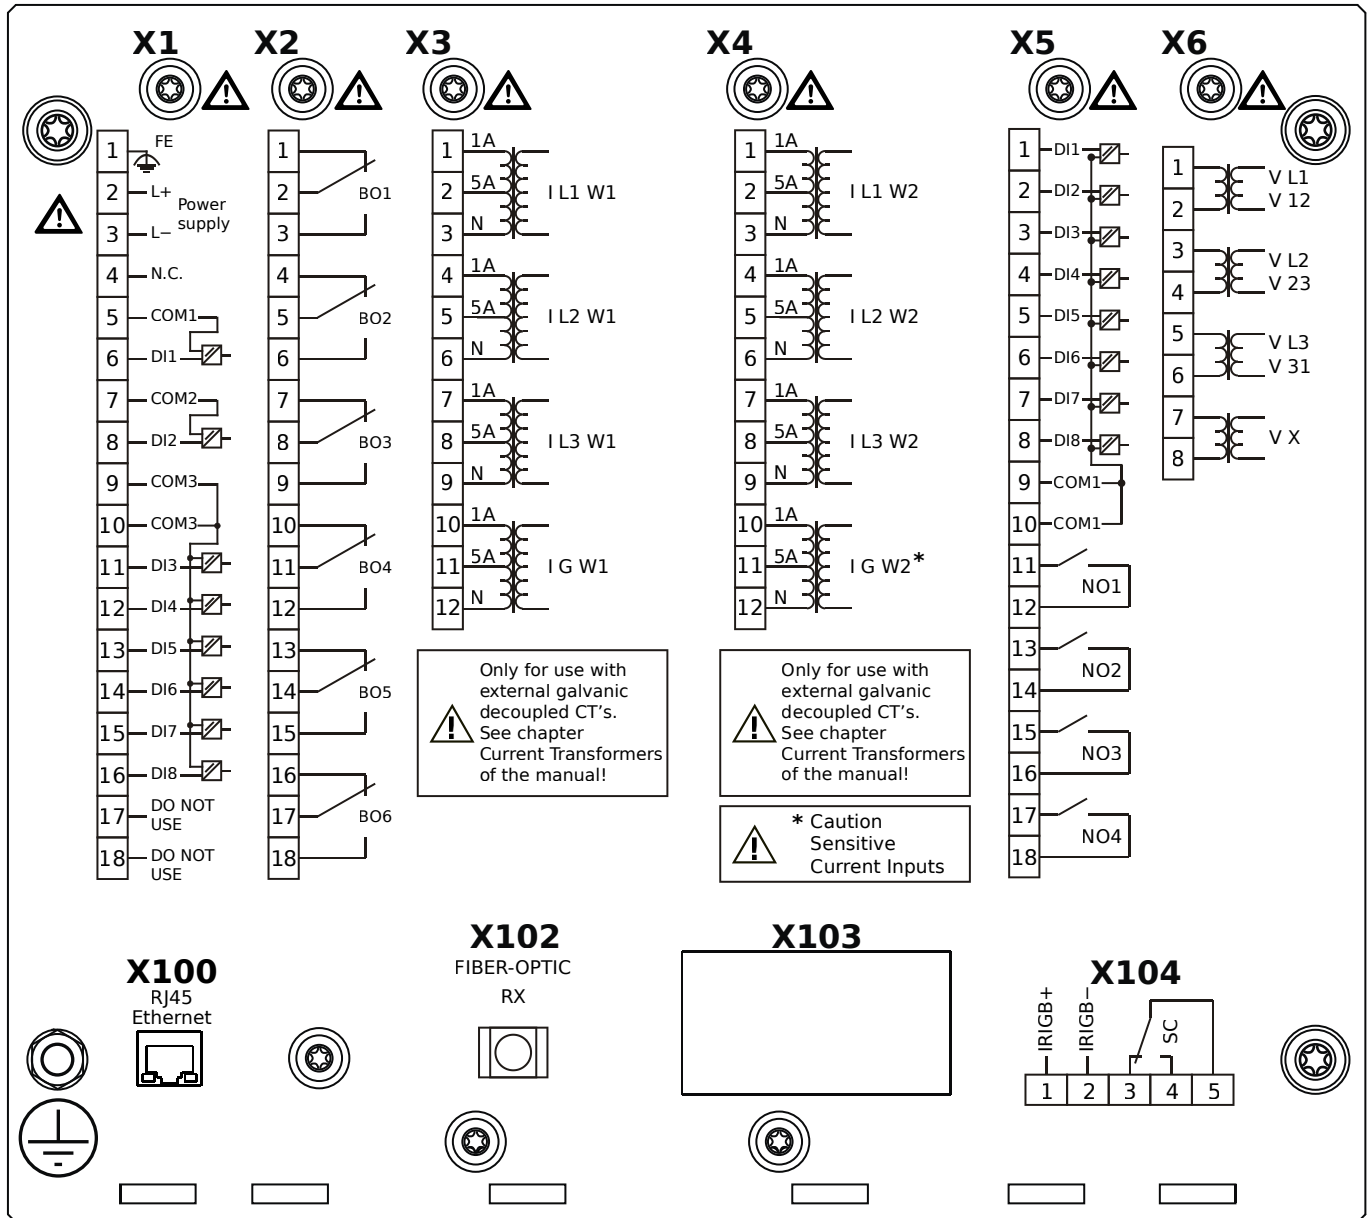 X1 X2 X3 X4 X5 X6
1 FE
2 L+
Power
supply
3 L−
4 N.C.
5 COM1
6 DI1
7 COM2
8 DI2
9 COM3
10 COM3
11 DI3
12 DI4
13 DI5
14 DI6
15 DI7
16 DI8
17 DO NOT
USE
18 DO NOT
USE
1
2 BO1
3
4
5 BO2
6
7
8 BO3
9
10
11 BO4
12
13
14 BO5
15
16
17 BO6
18
1 1A
2 5A I L1 W1
3 N
4 1A
5 5A I L2 W1
6 N
7 1A
8 5A I L3 W1
9 N
10 1A
11 5A I G W1
12 N
Only for use with
external galvanic
decoupled CT's.
See chapter
Current Transformers
of the manual!
1 1A
2 5A I L1 W2
3 N
4 1A
5 5A I L2 W2
6 N
7 1A
8 5A I L3 W2
9 N
10 1A
11 5A I G W2*
12 N
Only for use with
external galvanic
decoupled CT's.
See chapter
Current Transformers
of the manual!
* Caution
Sensitive
Current Inputs
1 DI1
2 DI2
3 DI3
4 DI4
5 DI5
6 DI6
7 DI7
8 DI8
9 COM1
10 COM1
11
NO1
12
13
NO2
14
15
NO3
16
17
NO4
18
1 V L1
2 V 12
3 V L2
4 V 23
5 V L3
6 V 31
7
V X
8
X100
RJ45
Ethernet
X102
FIBER-OPTIC
RX
X103
X104
IRIGB+
IRIGB−
SC
1 2 3 4 5